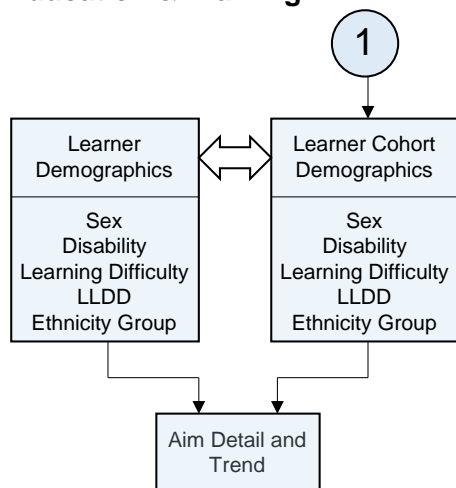 1
Learner
Demographics
Sex
Disability
Learning Difficulty
LLDD
Ethnicity Group
Learner Cohort
Demographics
Sex
Disability
Learning Difficulty
LLDD
Ethnicity Group
Aim Detail and
Trend